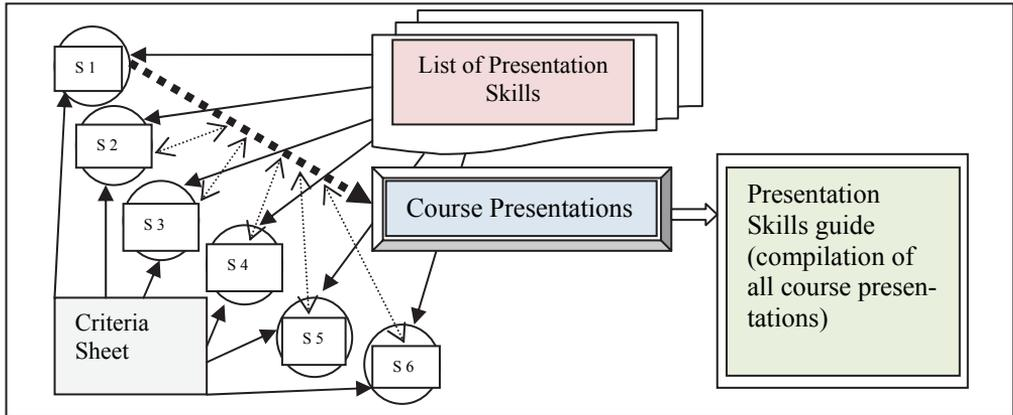 S 1
List of Presentation
Skills
S 2
Course Presentations
Presentation
Skills guide
(compilation of
all course presen-
tations)
S 3
S 4
Criteria
Sheet
S 5
S 6